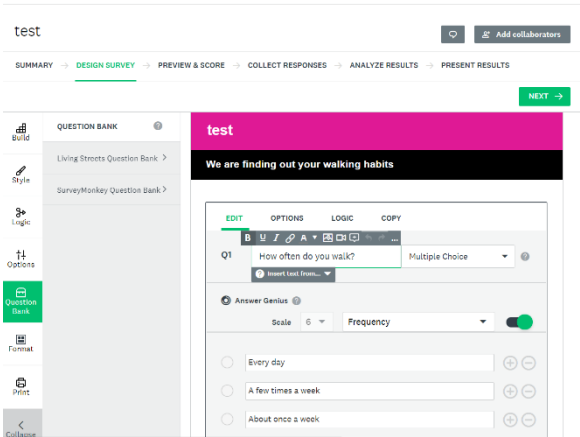 test
Add collaborators
SUMMARY → DESIGN SURVEY → PREVIEW & SCORE → COLLECT RESPONSES → ANALYZE RESULTS → PRESENT RESULTS
NEXT →
Build
Style
Logic
Options
Question
Bank
Format
Print
Collapse
QUESTION BANK
Living Streets Question Bank >
SurveyMonkey Question Bank >
test
We are finding out your walking habits
EDIT OPTIONS LOGIC COPY
B U I A ...
Q1 How often do you walk? Multiple Choice
Insert text from...
Answer Genius
Scale 6 Frequency
Every day
A few times a week
About once a week